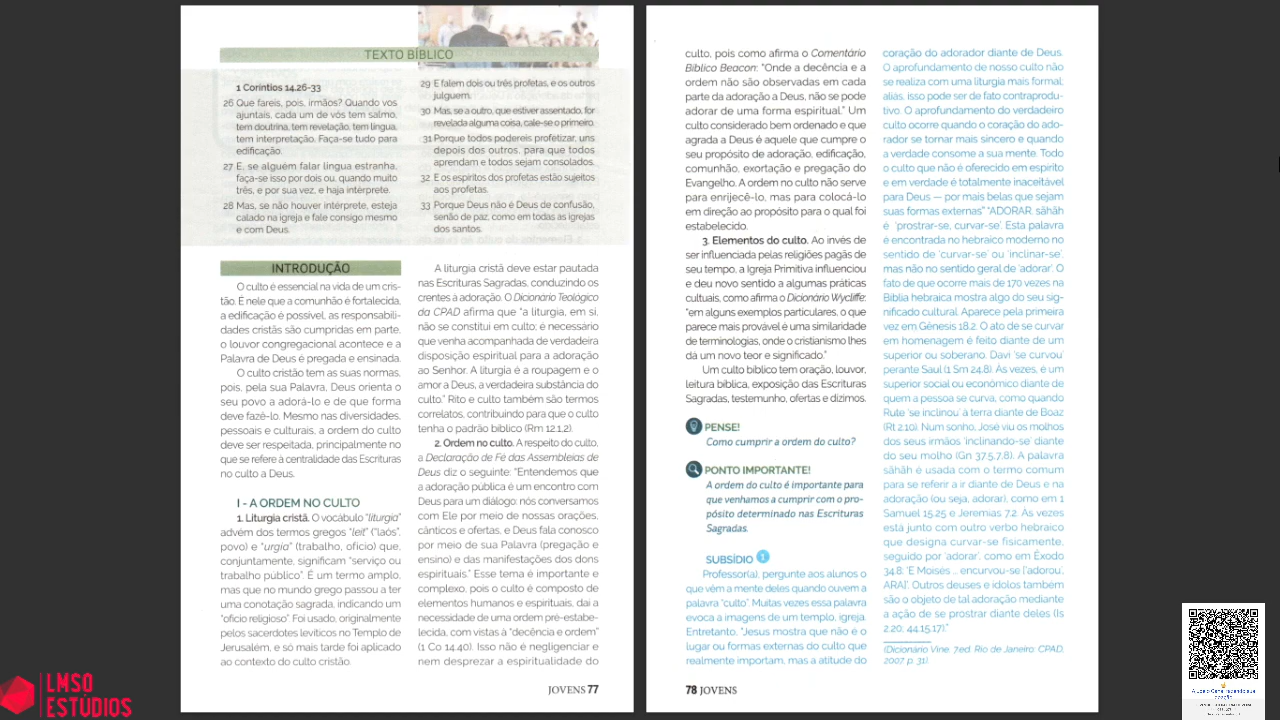 TEXTO BÍBLICO
1 Coríntios 14.26-33
26 Que fareis, pois, irmãos? Quando vos
ajuntais, cada um de vós tem salmo,
tem doutrina, tem revelação, tem língua,
tem interpretação. Faça-se tudo para
edificação.
27 E, se alguém falar língua estranha,
faça-se isso por dois ou, quando muito
três, e por sua vez, e haja intérprete.
28 Mas, se não houver intérprete, esteja
calado na igreja e fale consigo mesmo
e com Deus.
29 E falem dois ou três profetas, e os outros
julguem.
30 Mas, se a outro, que estiver assentado, for
revelada alguma coisa, cale-se o primeiro.
31 Porque todos podereis profetizar, uns
depois dos outros, para que todos
aprendam e todos sejam consolados.
32 E os espíritos dos profetas estão sujeitos
aos profetas.
33 Porque Deus não é Deus de confusão,
senão de paz, como em todas as igrejas
dos santos.
INTRODUÇÃO
O culto é essencial na vida de um cris-
tão. É nele que a comunhão é fortalecida,
a edificação é possível, as responsabili-
dades cristãs são cumpridas em parte,
o louvor congregacional acontece e a
Palavra de Deus é pregada e ensinada.
O culto cristão tem as suas normas,
pois, pela sua Palavra, Deus orienta o
seu povo a adorá-lo e de que forma
deve fazê-lo. Mesmo nas diversidades,
pessoais e culturais, a ordem do culto
deve ser respeitada, principalmente no
que se refere à centralidade das Escrituras
no culto a Deus.
I - A ORDEM NO CULTO
1. Liturgia cristã. O vocábulo "liturgia"
advém dos termos gregos "leit" ("laós",
povo) e "urgia" (trabalho, ofício) que,
conjuntamente, significam "serviço ou
trabalho público". É um termo amplo,
mas que no mundo grego passou a ter
uma conotação sagrada, indicando um
"ofício religioso". Foi usado, originalmente
pelos sacerdotes levíticos no Templo de
Jerusalém, e só mais tarde foi aplicado
ao contexto do culto cristão.
A liturgia cristã deve estar pautada
nas Escrituras Sagradas, conduzindo os
crentes à adoração. O Dicionário Teológico
da CPAD afirma que "a liturgia, em si,
não se constitui em culto; é necessário
que venha acompanhada de verdadeira
disposição espiritual para a adoração
ao Senhor. A liturgia é a roupagem e o
amor a Deus, a verdadeira substância do
culto." Rito e culto também são termos
correlatos, contribuindo para que o culto
tenha o padrão bíblico (Rm 12.1,2).
2. Ordem no culto. A respeito do culto,
a Declaração de Fé das Assembleias de
Deus diz o seguinte: "Entendemos que
a adoração pública é um encontro com
Deus para um diálogo: nós conversamos
com Ele por meio de nossas orações,
cânticos e ofertas, e Deus fala conosco
por meio de sua Palavra (pregação e
ensino) e das manifestações dos dons
espirituais." Esse tema é importante e
complexo, pois o culto é composto de
elementos humanos e espirituais, daí a
necessidade de uma ordem pré-estabe-
lecida, com vistas à "decência e ordem"
(1 Co 14.40). Isso não é negligenciar e
nem desprezar a espiritualidade do
JOVENS 77
culto, pois como afirma o Comentário
Bíblico Beacon: "Onde a decência e a
ordem não são observadas em cada
parte da adoração a Deus, não se pode
adorar de uma forma espiritual." Um
culto considerado bem ordenado e que
agrada a Deus é aquele que cumpre o
seu propósito de adoração, edificação,
comunhão, exortação e pregação do
Evangelho. A ordem no culto não serve
para enrijecê-lo, mas para colocá-lo
em direção ao propósito para o qual foi
estabelecido.
3. Elementos do culto. Ao invés de
ser influenciada pelas religiões pagãs de
seu tempo, a Igreja Primitiva influenciou
e deu novo sentido a algumas práticas
cultuais, como afirma o Dicionário Wycliffe:
"em alguns exemplos particulares, o que
parece mais provável é uma similaridade
de terminologias, onde o cristianismo lhes
dá um novo teor e significado."
Um culto bíblico tem oração, louvor,
leitura bíblica, exposição das Escrituras
Sagradas, testemunho, ofertas e dízimos.
PENSE!
Como cumprir a ordem do culto?
PONTO IMPORTANTE!
A ordem do culto é importante para
que venhamos a cumprir com o pro-
pósito determinado nas Escrituras
Sagradas.
SUBSÍDIO 1
Professor(a), pergunte aos alunos o
que vêm a mente deles quando ouvem a
palavra "culto". Muitas vezes essa palavra
evoca a imagens de um templo, igreja.
Entretanto, "Jesus mostra que não é o
lugar ou formas externas do culto que
realmente importam, mas a atitude do
coração do adorador diante de Deus.
O aprofundamento de nosso culto não
se realiza com uma liturgia mais formal;
aliás, isso pode ser de fato contraprodu-
tivo. O aprofundamento do verdadeiro
culto ocorre quando o coração do ado-
rador se tornar mais sincero e quando
a verdade consome a sua mente. Todo
o culto que não é oferecido em espírito
e em verdade é totalmente inaceitável
para Deus — por mais belas que sejam
suas formas externas" "ADORAR, sãhãh
é 'prostrar-se, curvar-se'. Esta palavra
é encontrada no hebraico moderno no
sentido de 'curvar-se' ou 'inclinar-se',
mas não no sentido geral de 'adorar'. O
fato de que ocorre mais de 170 vezes na
Bíblia hebraica mostra algo do seu sig-
nificado cultural. Aparece pela primeira
vez em Gênesis 18.2. O ato de se curvar
em homenagem é feito diante de um
superior ou soberano. Davi 'se curvou'
perante Saul (1 Sm 24.8). Às vezes, é um
superior social ou econômico diante de
quem a pessoa se curva, como quando
Rute 'se inclinou' à terra diante de Boaz
(Rt 2.10). Num sonho, José viu os molhos
dos seus irmãos 'inclinando-se' diante
do seu molho (Gn 37.5,7,8). A palavra
sãhãh é usada com o termo comum
para se referir a ir diante de Deus e na
adoração (ou seja, adorar), como em 1
Samuel 15.25 e Jeremias 7.2. Às vezes
está junto com outro verbo hebraico
que designa curvar-se fisicamente,
seguido por 'adorar', como em Êxodo
34.8: 'E Moisés ... encurvou-se [adorou',
ARA]'. Outros deuses e ídolos também
são o objeto de tal adoração mediante
a ação de se prostrar diante deles (Is
2.20, 44.15,17)."
(Dicionário Vine. 7.ed. Rio de Janeiro: CPAD,
2007, p. 31).
78 JOVENS
LMSO
ESTÚDIOS